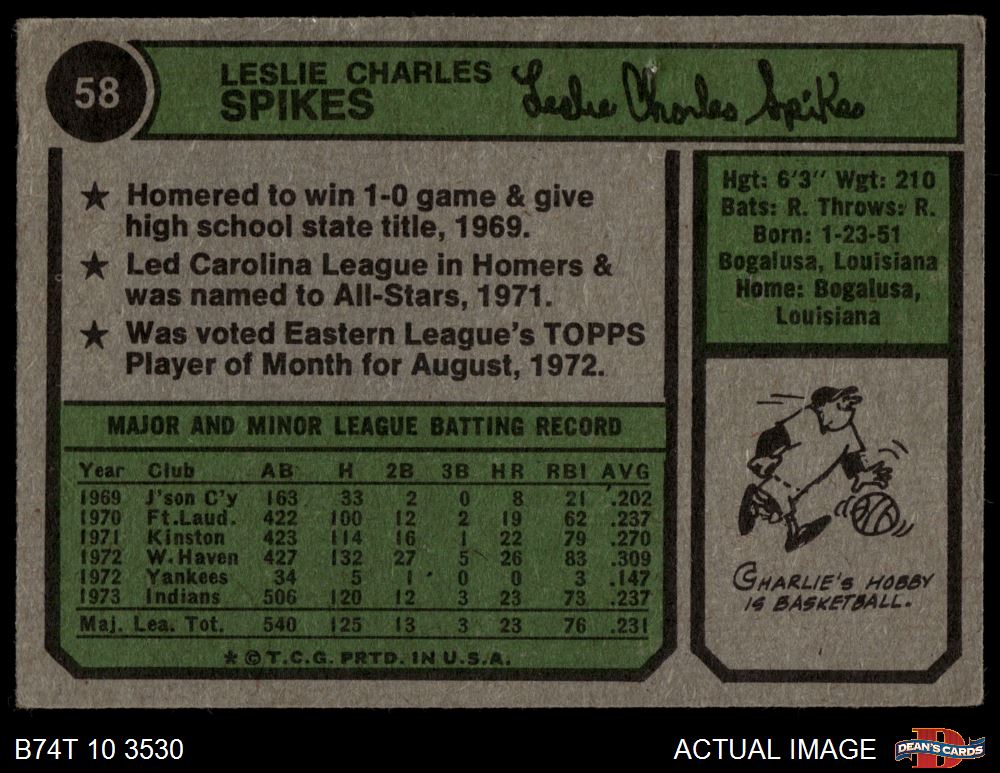 58
LESLIE CHARLES
SPIKES
Leslie Charles Spikes
★ Homered to win 1-0 game & give
high school state title, 1969.
★ Led Carolina League in Homers &
was named to All-Stars, 1971.
★ Was voted Eastern League's TOPPS
Player of Month for August, 1972.
Hgt: 6'3" Wgt: 210
Bats: R. Throws: R.
Born: 1-23-51
Bogalusa, Louisiana
Home: Bogalusa,
Louisiana
MAJOR AND MINOR LEAGUE BATTING RECORD
Year Club AB H 2B 3B HR RBI AVG
1969 J'son C'y 163 33 2 0 8 21 .202
1970 Ft.Laud. 422 100 12 2 19 62 .237
1971 Kinston 423 114 16 1 22 79 .270
1972 W.Haven 427 132 27 5 26 83 .309
1972 Yankees 34 5 1 0 0 3 .147
1973 Indians 506 120 12 3 23 73 .237
Maj. Lea. Tot. 540 125 13 3 23 76 .231
* © T.C.G. PRTD. IN U.S.A.
CHARLIE'S HOBBY
IS BASKETBALL.
B74T 10 3530
ACTUAL IMAGE
D
DEAN'S CARDS